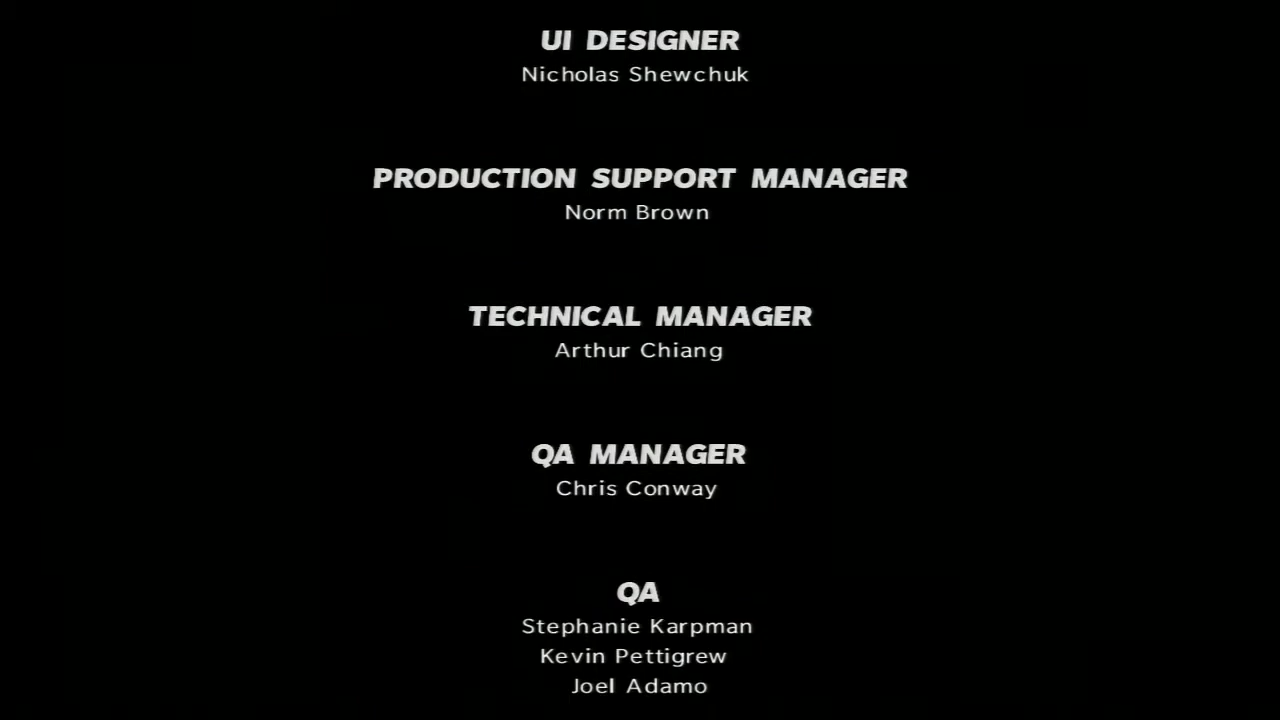 UI DESIGNER
Nicholas Shewchuk
PRODUCTION SUPPORT MANAGER
Norm Brown
TECHNICAL MANAGER
Arthur Chiang
QA MANAGER
Chris Conway
QA
Stephanie Karpman
Kevin Pettigrew
Joel Adamo